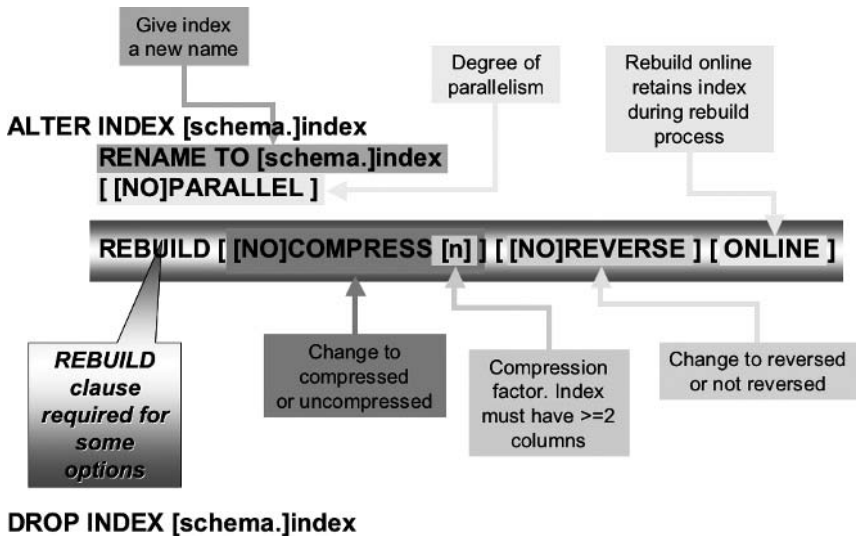 Give index
a new name
Degree of
parallelism
Rebuild online
retains index
during rebuild
process
ALTER INDEX [schema.]index
RENAME TO [schema.]index
[ [NO]PARALLEL ]
REBUILD [ [NO]COMPRESS [n] ] [ [NO]REVERSE ] [ ONLINE ]
REBUILD
clause
required for
some
options
Change to
compressed
or uncompressed
Compression
factor. Index
must have >=2
columns
Change to reversed
or not reversed
DROP INDEX [schema.]index